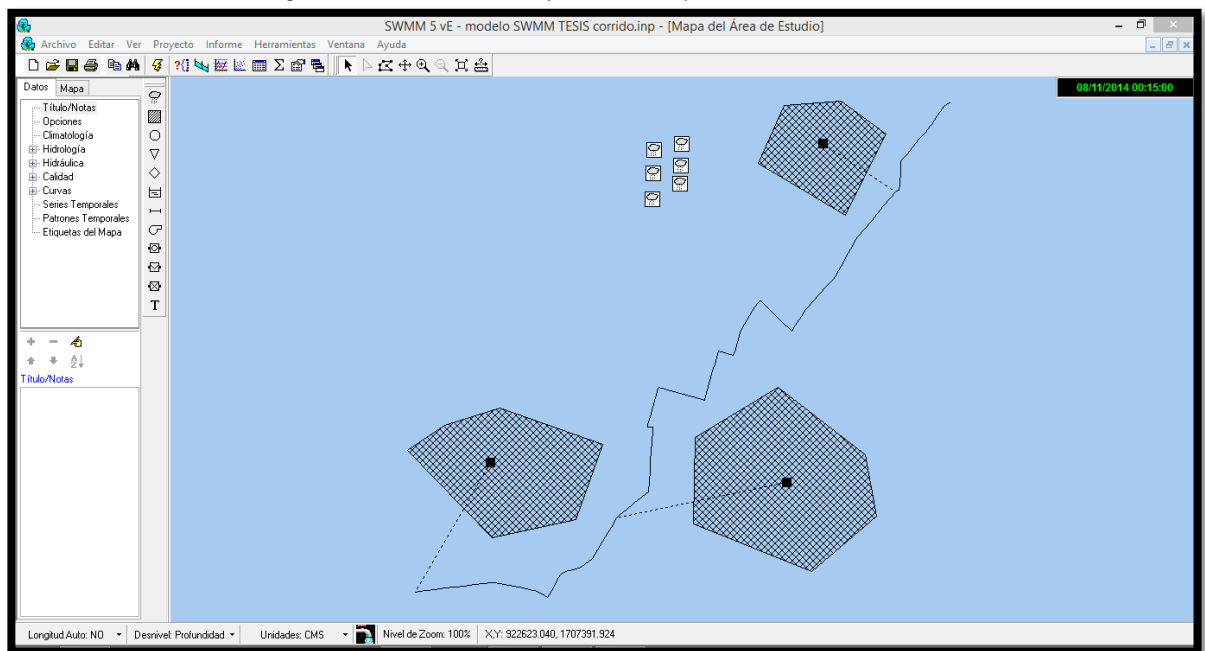 SWMM 5 vE - modelo SWMM TESIS corrido.inp - [Mapa del Área de Estudio]
Archivo Editar Ver Proyecto Informe Herramientas Ventana Ayuda
Datos Mapa
08/11/2014 00:15:00
Título/Notas
Opciones
Climatología
Hidrología
Hidráulica
Calidad
Curvas
Series Temporales
Patrones Temporales
Etiquetas del Mapa
T
Título/Notas
Longitud Auto: NO Desnivel: Profundidad Unidades: CMS Nivel de Zoom: 100% X,Y: 922623.040, 1707391.924